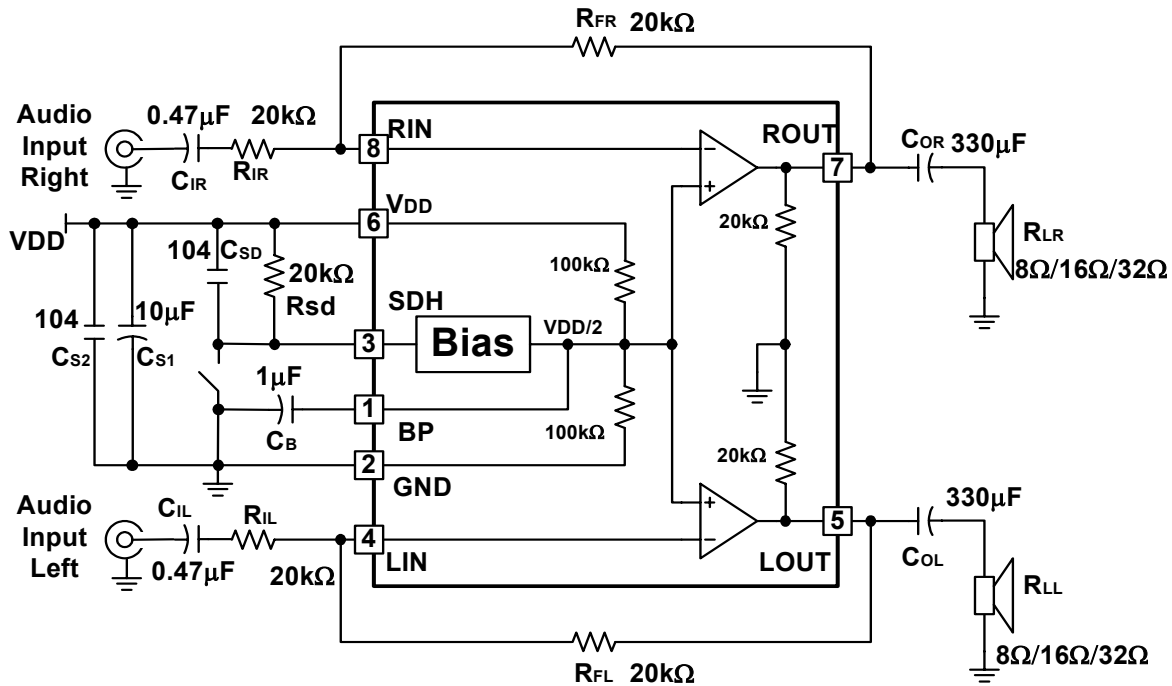 RFR 20kΩ
Audio
Input
Right
0.47µF
20kΩ
CIR
RIR
RIN
8
ROUT
7
COR
330µF
RLR
8Ω/16Ω/32Ω
VDD
VDD
6
104
CSD
20kΩ
Rsd
100kΩ
20kΩ
104
CS2
10µF
CS1
SDH
3
Bias
VDD/2
1µF
CB
1
BP
100kΩ
20kΩ
2
GND
Audio
Input
Left
CIL
0.47µF
RIL
20kΩ
4
LIN
5
LOUT
330µF
COL
RLL
8Ω/16Ω/32Ω
RFL 20kΩ